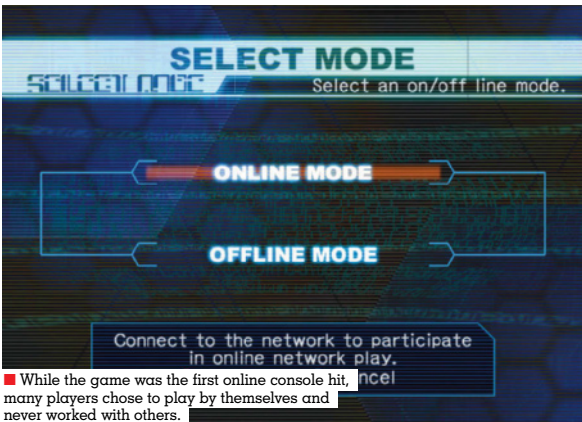 SELECT MODE
SELECT MODE
Select an on/off line mode.
ONLINE MODE
OFFLINE MODE
Connect to the network to participate
in online network play.
ncel
■ While the game was the first online console hit,
many players chose to play by themselves and
never worked with others.